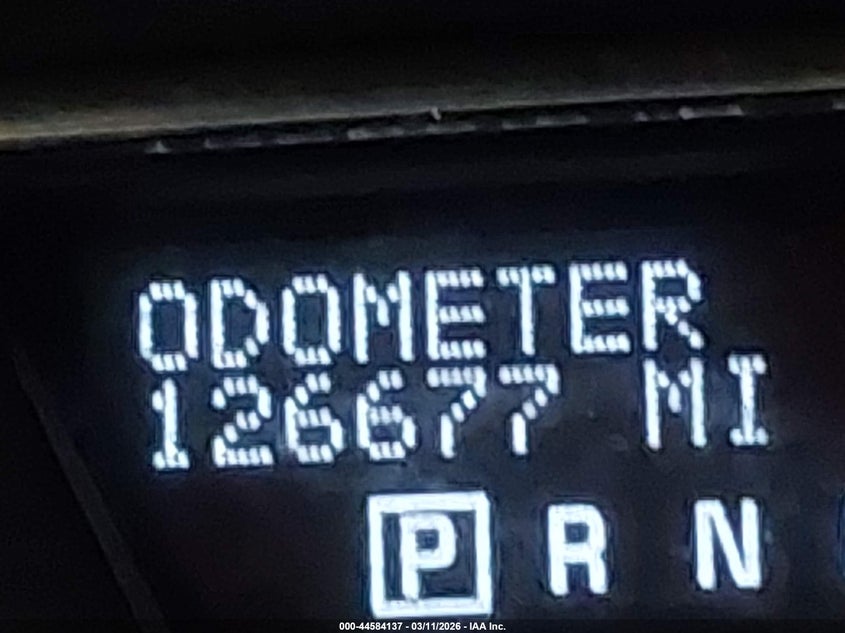 ODOMETER
126677 MI
P R N
000-44584137 - 03/11/2026 - IAA Inc.